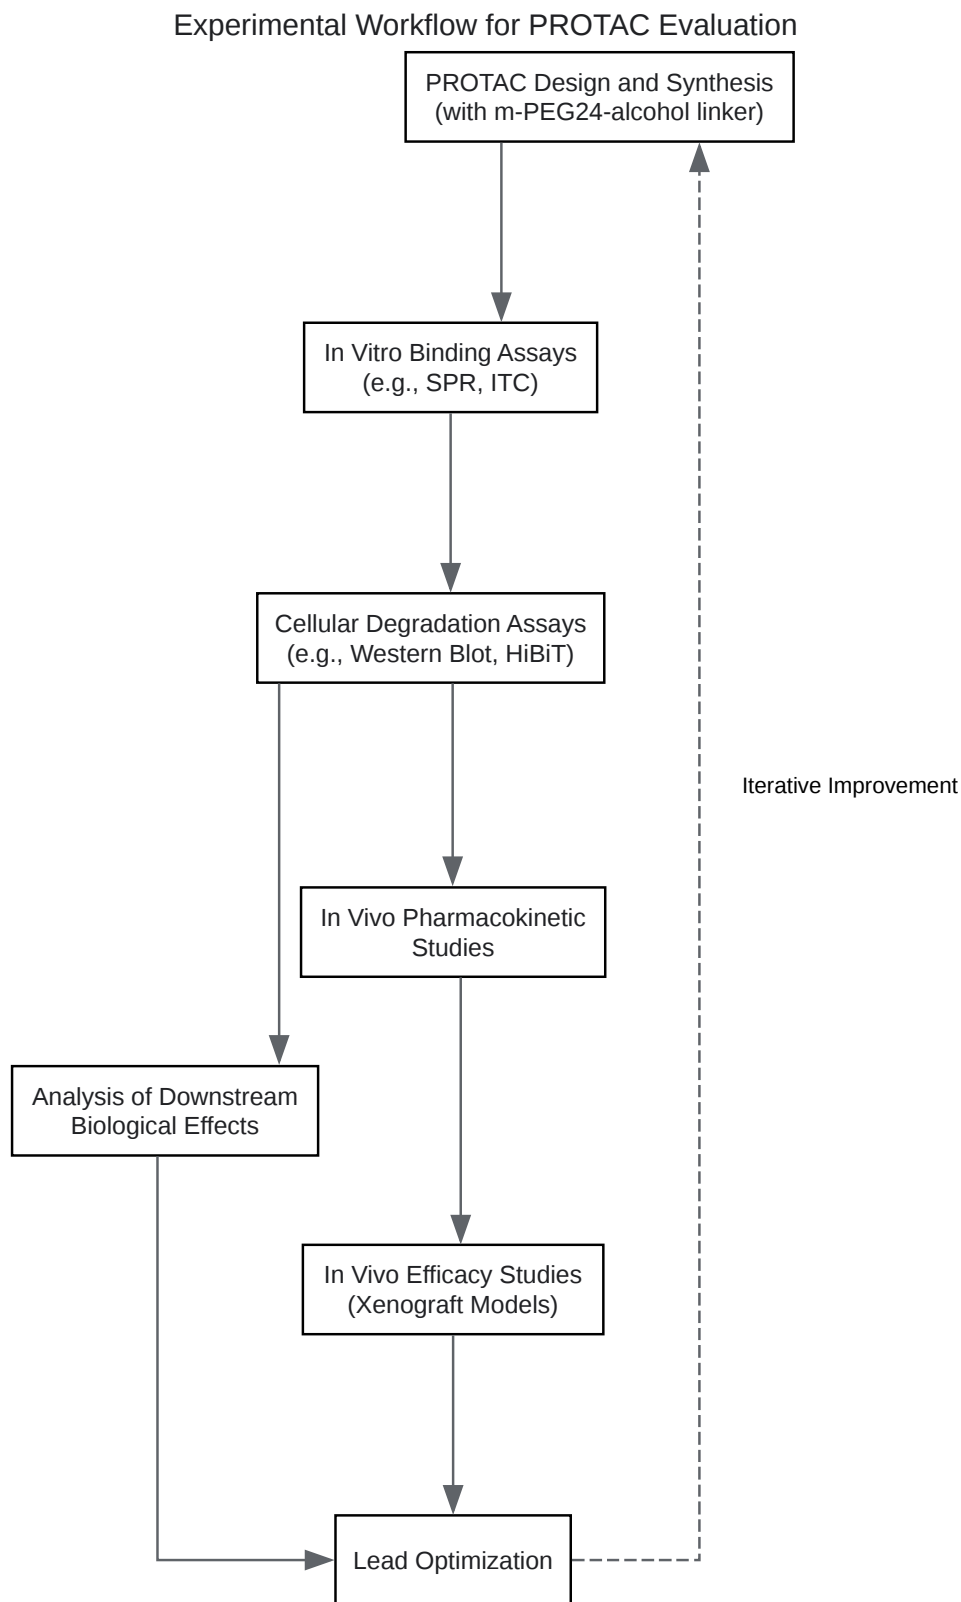 Experimental Workflow for PROTAC Evaluation
PROTAC Design and Synthesis
(with m-PEG24-alcohol linker)
In Vitro Binding Assays
(e.g., SPR, ITC)
Cellular Degradation Assays
(e.g., Western Blot, HiBiT)
Iterative Improvement
In Vivo Pharmacokinetic
Studies
Analysis of Downstream
Biological Effects
In Vivo Efficacy Studies
(Xenograft Models)
Lead Optimization